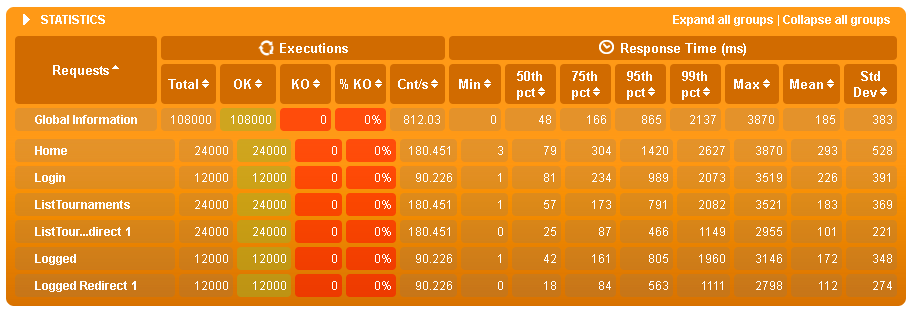 STATISTICS Expand all groups | Collapse all groups
Requests Executions Response Time (ms)
Total OK KO % KO Cnt/s Min 50th pct 75th pct 95th pct 99th pct Max Mean Std Dev
Global Information 108000 108000 0 0% 812.03 0 48 166 865 2137 3870 185 383
Home 24000 24000 0 0% 180.451 3 79 304 1420 2627 3870 293 528
Login 12000 12000 0 0% 90.226 1 81 234 989 2073 3519 226 391
ListTournaments 24000 24000 0 0% 180.451 1 57 173 791 2082 3521 183 369
ListTour...direct 1 24000 24000 0 0% 180.451 0 25 87 466 1149 2955 101 221
Logged 12000 12000 0 0% 90.226 1 42 161 805 1960 3146 172 348
Logged Redirect 1 12000 12000 0 0% 90.226 0 18 84 563 1111 2798 112 274